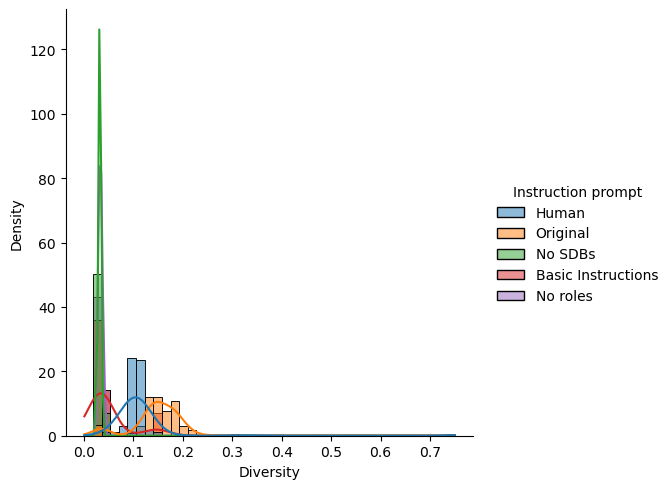 120
100
80
60
40
20
0
Density
0.0 0.1 0.2 0.3 0.4 0.5 0.6 0.7
Diversity
Instruction prompt
Human
Original
No SDBs
Basic Instructions
No roles